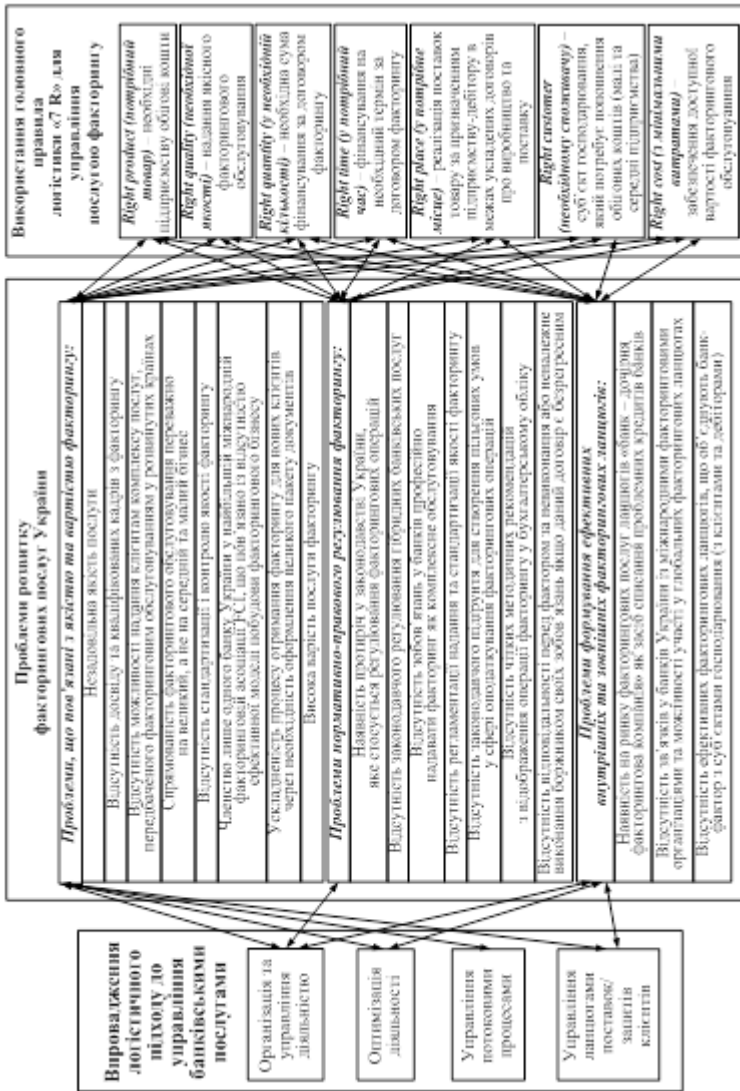 Впровадження
логістичного
підходу до
управління
банківськими
послугами
Організація та
управління
діяльністю
Оптимізація
діяльності
Управління
потоковими
процесами
Управління
ланцюгами
поставок/
запитів
клієнтів
Проблеми розвитку
факторингових послуг України
Проблеми, що пов'язані з якістю та вартістю факторингу:
Незадовільна якість послуги
Відсутність досвіду та кваліфікованих кадрів з факторингу
Відсутність можливості надання клієнтам комплексу послуг,
передбаченого факторинговим обслуговуванням у розвинутих країнах
Спрямованість факторингового обслуговування переважно
на великий, а не на середній та малий бізнес
Відсутність стандартизації і контролю якості факторингу
Членство лише одного банку України у найбільшій міжнародній
факторинговій асоціації FCI, що пов'язано із відсутністю
ефективної моделі побудови факторингового бізнесу
Ускладненість процесу отримання факторингу для нових клієнтів
через необхідність оформлення великого пакету документів
Висока варість послуги факторингу
Проблеми нормативно-правового регулювання факторингу:
Наявність протиріч у законодавстві України,
яке стосується регулювання факторингових операцій
Відсутність законодавчого регулювання гібридних банківських послуг
Відсутність зобов'язань у банків професійно
надавати факторинг як комплексне обслуговування
Відсутність регламентації надання та стандартизації якості факторингу
Відсутність законодавчого підґрунтя для створення пільгових умов
у сфері оподаткування факторингових операцій
Відсутність чітких методичних рекомендацій
з відображення операції факторингу у бухгалтерському обліку
Відсутність відповідальності перед фактором за невиконання або неналежне
виконання боржником своїх зобов'язань якщо даний договір є безрегресним
Проблеми формування ефективних
внутрішніх та зовнішніх факторингових ланцюгів:
Наявність на ринку факторингових послуг ланцюгів «банк – дочірня
факторингова компанія» як засіб списання проблемних кредитів банків
Відсутність зв'язків у банків України із міжнародними факторинговими
організаціями та можливості участі у глобальних факторингових ланцюгах
Відсутність ефективних факторингових ланцюгів, що об'єднують банк-
фактор з суб'єктами господарювання (із клієнтами та дебіторами)
Використання головного
правила
логістики «7 R» для
управління
послугою факторингу
Right product (потрібний
товар) – необхідні
підприємству обігові кошти
Right quality (необхідної
якості) – надання якісного
факторингового
обслуговування
Right quantity (у необхідній
кількості) – необхідна сума
фінансування за договором
факторингу
Right time (у потрібний
час) – фінансування на
необхідний термін за
договором факторингу
Right place (у потрібне
місце) – реалізація поставок
товару за призначенням
підприємству-дебітору в
межах укладених договорів
про виробництво та
поставку
Right customer
(необхідному споживачу) –
суб'єкт господарювання,
який потребує поповнення
обігових коштів (малі та
середні підприємства)
Right cost (з мінімальними
витратами) –
забезпечення доступної
вартості факторингового
обслуговування